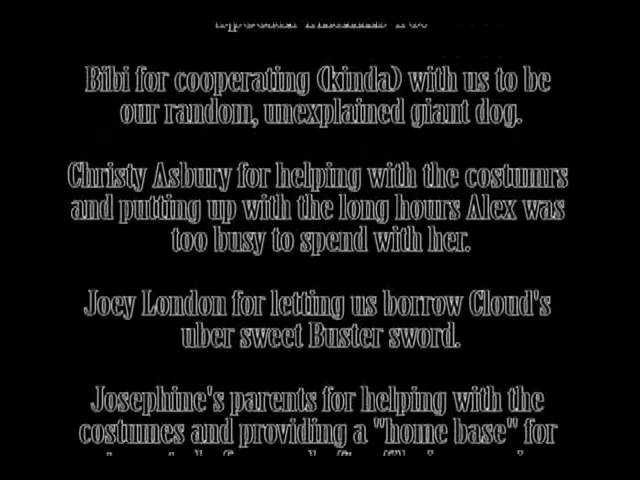 Special Thanks To:
Bibi for cooperating (kinda) with us to be
our random, unexplained giant dog.
Christy Asbury for helping with the costumrs
and putting up with the long hours Alex was
too busy to spend with her.
Joey London for letting us borrow Cloud's
uber sweet Buster sword.
Josephine's parents for helping with the
costumes and providing a "home base" for